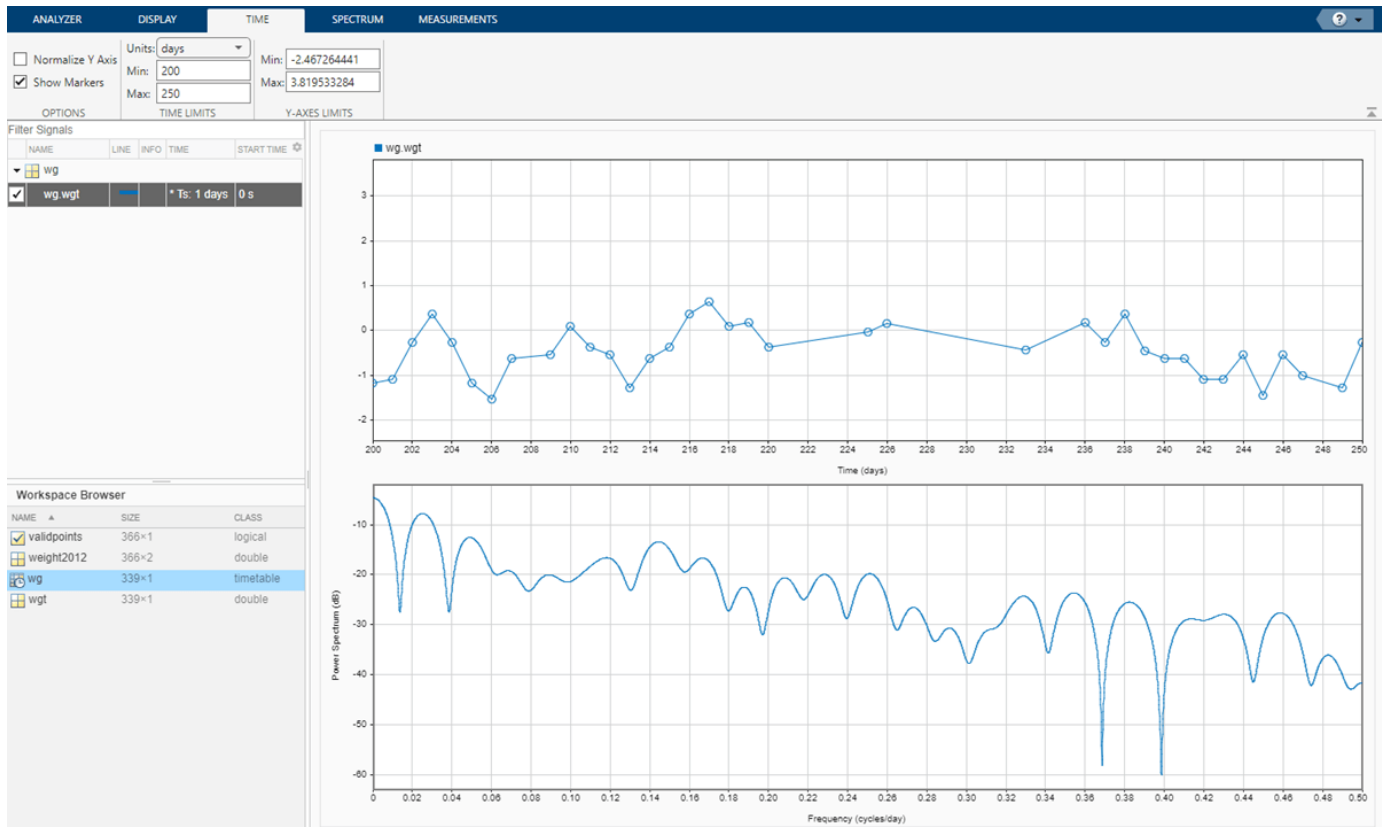 ANALYZER DISPLAY TIME SPECTRUM MEASUREMENTS
?
Normalize Y Axis
Show Markers
OPTIONS
Units: days
Min: 200
Max: 250
TIME LIMITS
Min: -2.467264441
Max: 3.819533284
Y-AXES LIMITS
Filter Signals
NAME LINE INFO TIME START TIME
wg
wg.wgt * Ts: 1 days 0 s
Workspace Browser
NAME SIZE CLASS
validpoints 366×1 logical
weight2012 366×2 double
wg 339×1 timetable
wgt 339×1 double
wg.wgt
3
2
1
0
-1
-2
200 202 204 206 208 210 212 214 216 218 220 222 224 226 228 230 232 234 236 238 240 242 244 246 248 250
Time (days)
Power Spectrum (dB)
-10
-20
-30
-40
-50
-60
0 0.02 0.04 0.06 0.08 0.10 0.12 0.14 0.16 0.18 0.20 0.22 0.24 0.26 0.28 0.30 0.32 0.34 0.36 0.38 0.40 0.42 0.44 0.46 0.48 0.50
Frequency (cycles/day)